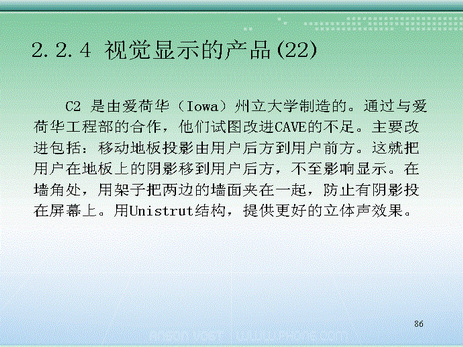 2.2.4 视觉显示的产品(22)
C2 是由爱荷华（Iowa）州立大学制造的。通过与爱
荷华工程部的合作，他们试图改进CAVE的不足。主要改
进包括：移动地板投影由用户后方到用户前方。这就把
用户在地板上的阴影移到用户后方，不至影响显示。在
墙角处，用架子把两边的墙面夹在一起，防止有阴影投
在屏幕上。用Unistrut结构，提供更好的立体声效果。
86